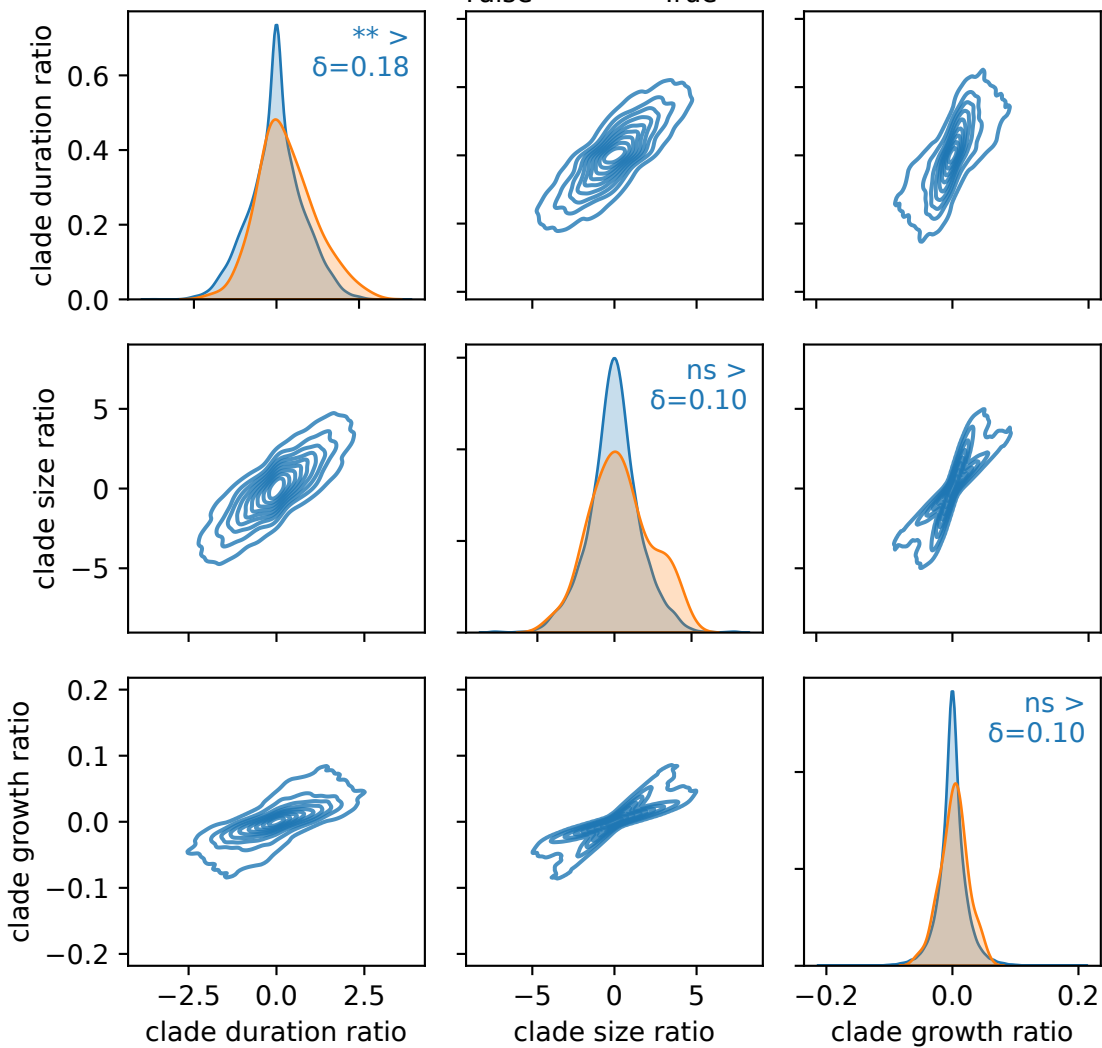 clade duration ratio
0.6
0.4
0.2
0.0
** >
δ=0.18
clade size ratio
5
0
−5
ns >
δ=0.10
clade growth ratio
0.2
0.1
0.0
−0.1
−0.2
ns >
δ=0.10
−2.5 0.0 2.5
−5 0 5
−0.2 0.0 0.2
clade duration ratio
clade size ratio
clade growth ratio